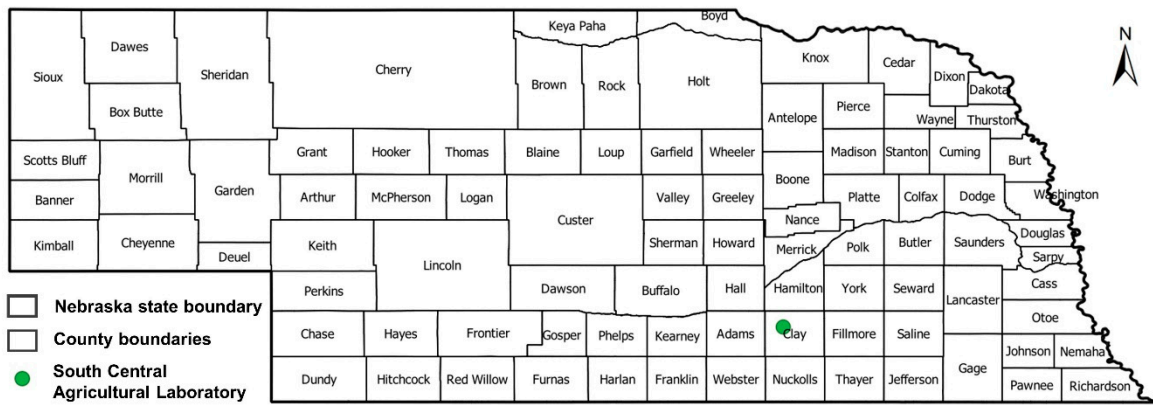 Keya Paha
Boyd
Dawes
Sioux
Sheridan
Cherry
Knox
Cedar
N
Brown
Rock
Holt
Dixon
Dakota
Box Butte
Pierce
Antelope
Wayne
Thurston
Scotts Bluff
Grant
Hooker
Thomas
Blaine
Loup
Garfield
Wheeler
Madison
Stanton
Cuming
Burt
Morrill
Garden
Boone
Banner
Arthur
McPherson
Logan
Custer
Valley
Greeley
Platte
Colfax
Dodge
Washington
Nance
Kimball
Cheyenne
Deuel
Keith
Lincoln
Sherman
Howard
Merrick
Polk
Butler
Saunders
Douglas
Sarpy
Perkins
Dawson
Buffalo
Hall
Hamilton
York
Seward
Lancaster
Cass
Otoe
Chase
Hayes
Frontier
Gosper
Phelps
Kearney
Adams
Clay
Fillmore
Saline
Gage
Johnson
Nemaha
Dundy
Hitchcock
Red Willow
Furnas
Harlan
Franklin
Webster
Nuckolls
Thayer
Jefferson
Pawnee
Richardson
Nebraska state boundary
County boundaries
South Central
Agricultural Laboratory